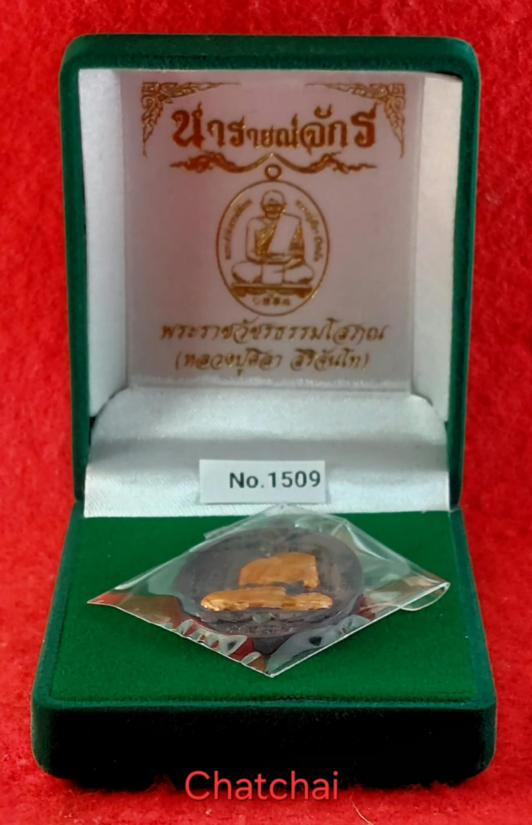 นารายณ์จักร
พระราชวัชรธรรมโสภณ
(หลวงปู่ศิลา สิริจันโท)
No.1509
Chatchai